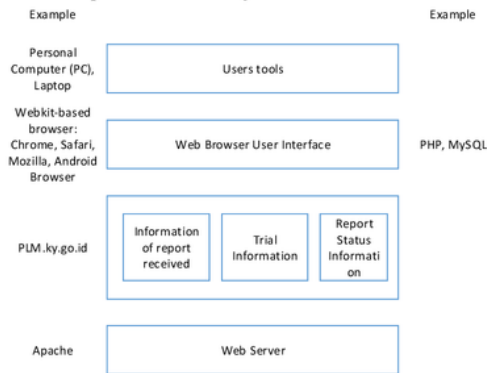 Example
Example
Personal
Computer (PC),
Laptop
Users tools
Webkit-based
browser:
Chrome, Safari,
Mozilla, Android
Browser
Web Browser User Interface
PHP, MySQL
PLM.ky.go.id
Information
of report
received
Trial
Information
Report
Status
Informati
on
Apache
Web Server